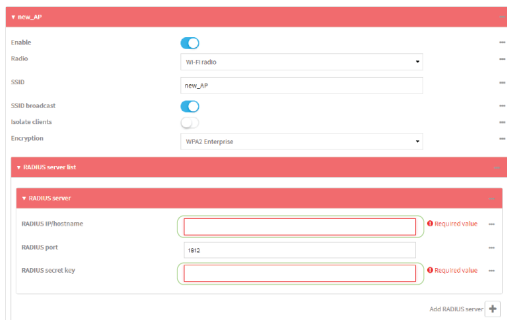 new_AP
Enable
Radio
Wi-Fi radio
SSID
new_AP
SSID broadcast
Isolate clients
Encryption
WPA2 Enterprise
RADIUS server list
RADIUS server
RADIUS IP/hostname
Required value
RADIUS port
1812
RADIUS secret key
Required value
Add RADIUS server